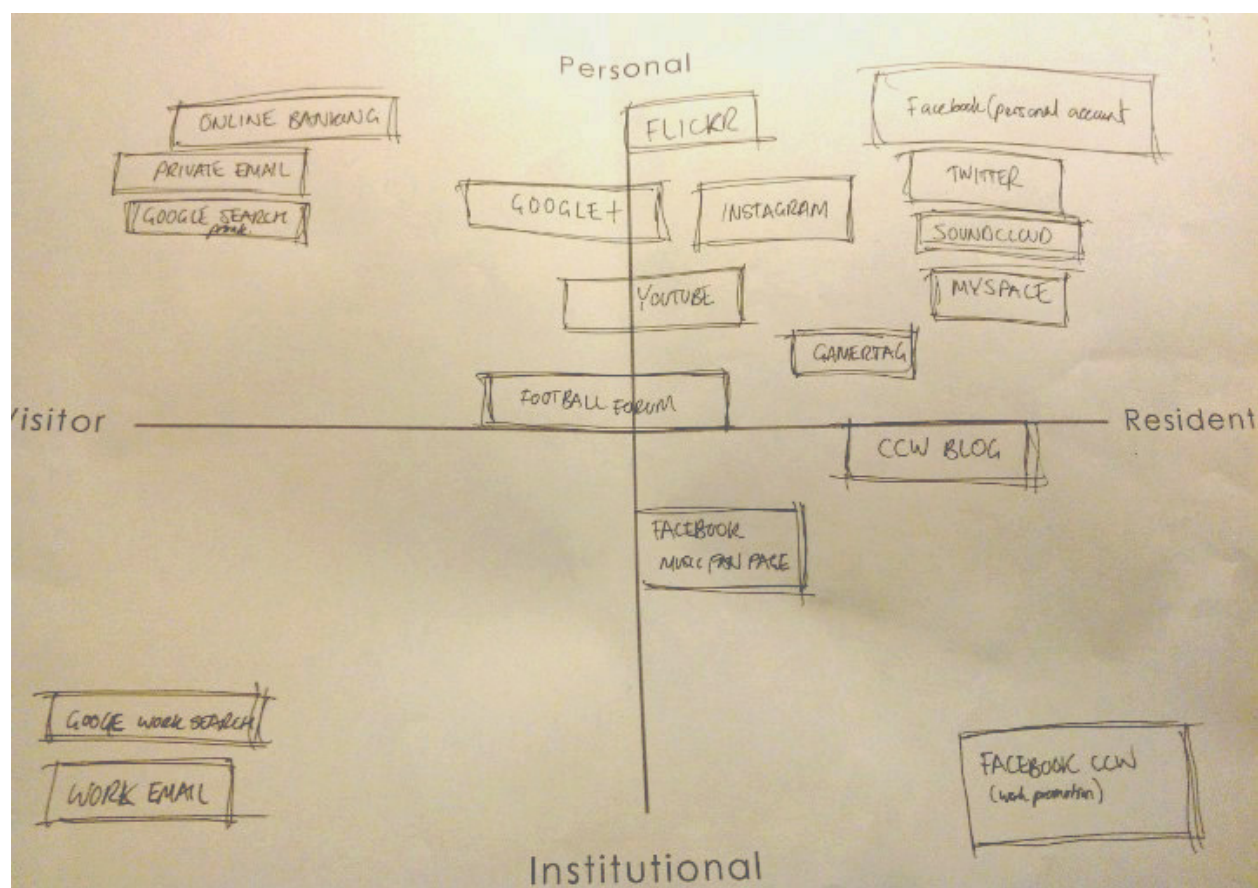 Personal
ONLINE BANKING
FLICKR
Facebook (personal account
PRIVATE EMAIL
TWITTER
GOOGLE SEARCH
GOOGLE+
INSTAGRAM
SOUNDCLOUD
YOUTUBE
MYSPACE
GAMERTAG
FOOTBALL FORUM
Visitor
Resident
CCW BLOG
FACEBOOK
MUSIC FAN PAGE
GOOGLE WORK SEARCH
WORK EMAIL
FACEBOOK CCW
(work promotion)
Institutional